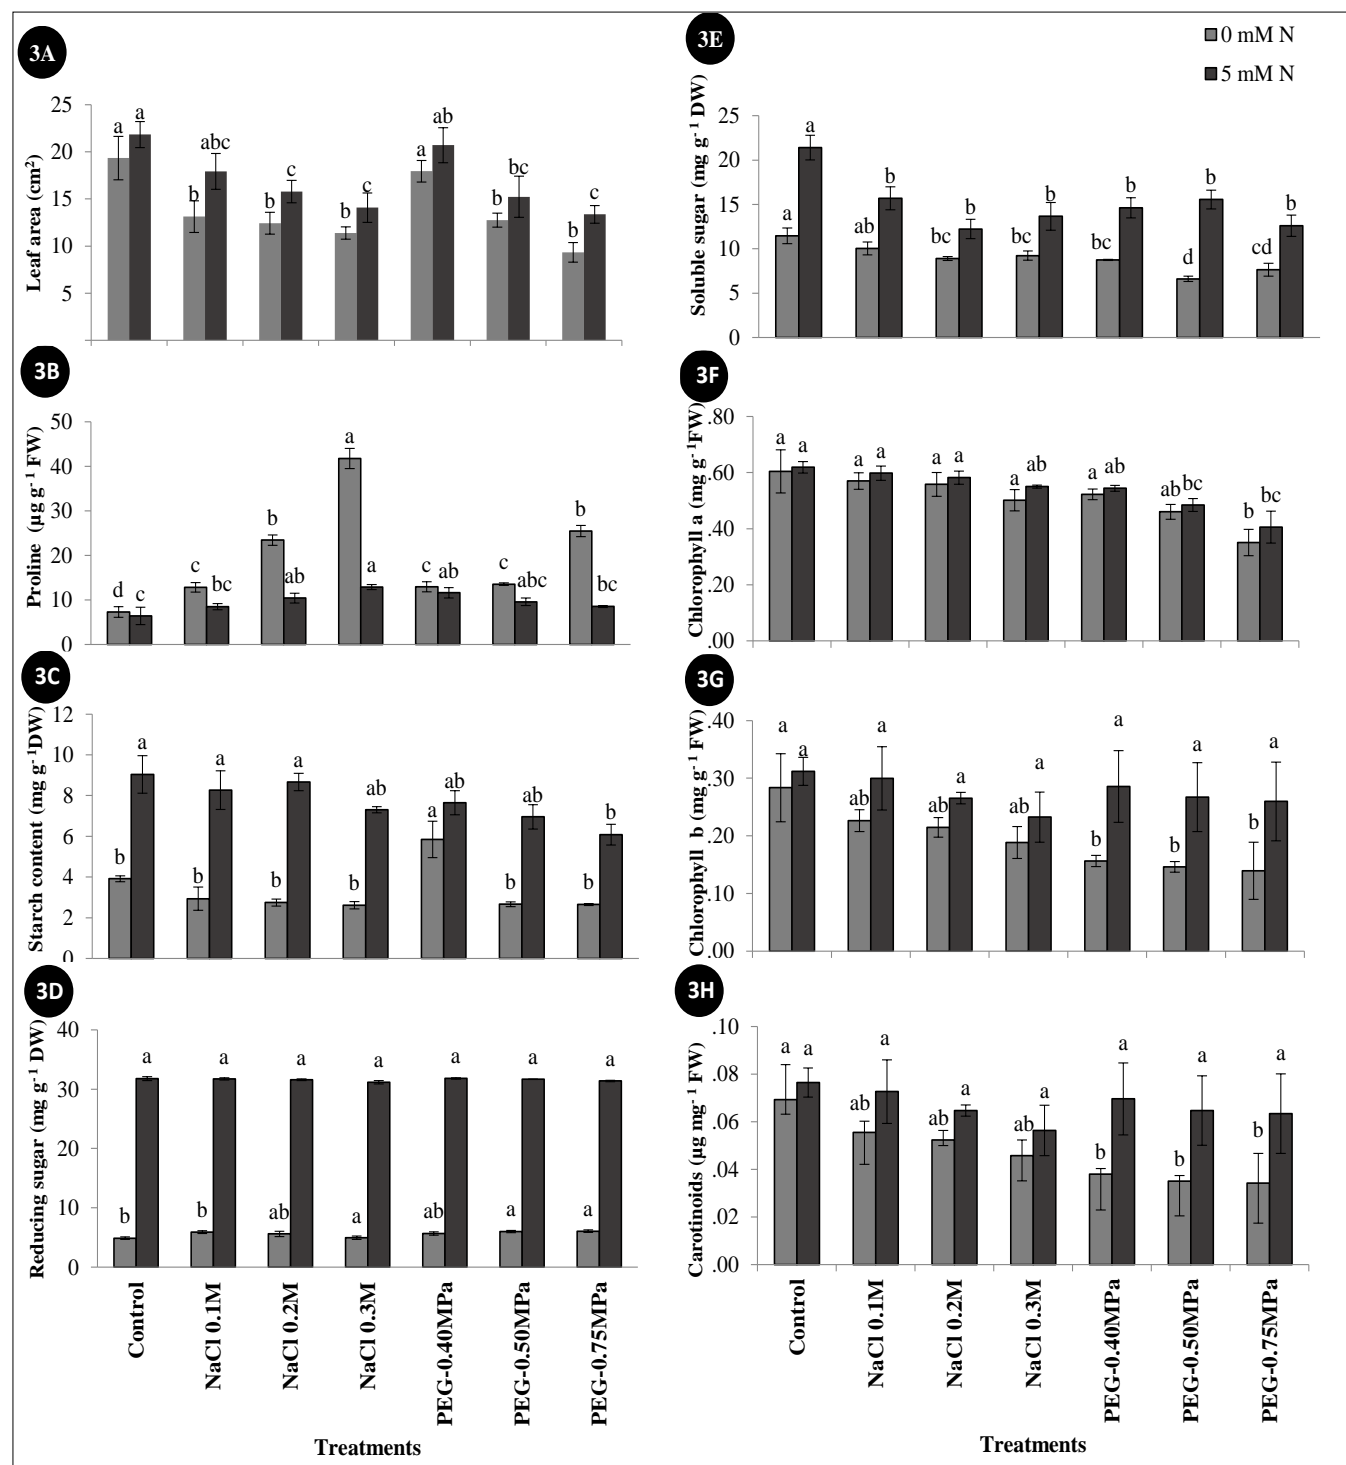 3A
Leaf area (cm²)
25
20
15
10
5
a a
b abc
b c
b c
a ab
b bc
b c
3B
Proline (µg g⁻¹ FW)
50
40
30
20
10
0
d c
c bc
b ab
a a
c ab
c abc
b bc
3C
Starch content (mg g⁻¹DW)
12
10
8
6
4
2
0
b a
b a
b a
b ab
a ab
b ab
b b
3D
Reducing sugar (mg g⁻¹ DW)
40
30
20
10
0
b a
b a
ab a
a a
ab a
a a
a a
Control
NaCl 0.1M
NaCl 0.2M
NaCl 0.3M
PEG-0.40MPa
PEG-0.50MPa
PEG-0.75MPa
Treatments
3E
0 mM N
5 mM N
Soluble sugar (mg g⁻¹ DW)
25
20
15
10
5
0
a a
ab b
bc b
bc b
bc b
d b
cd b
3F
Chlorophyll a (mg g⁻¹FW)
.80
.60
.40
.20
.00
a a
a a
a a
a ab
a ab
ab bc
b bc
3G
Chlorophyll b (mg g⁻¹ FW)
.40
.30
.20
.10
.00
a a
ab a
ab a
ab a
b a
b a
b a
3H
Carotinoids (µg mg⁻¹ FW)
.10
.08
.06
.04
.02
.00
a a
ab a
ab a
ab a
b a
b a
b a
Control
NaCl 0.1M
NaCl 0.2M
NaCl 0.3M
PEG-0.40MPa
PEG-0.50MPa
PEG-0.75MPa
Treatments